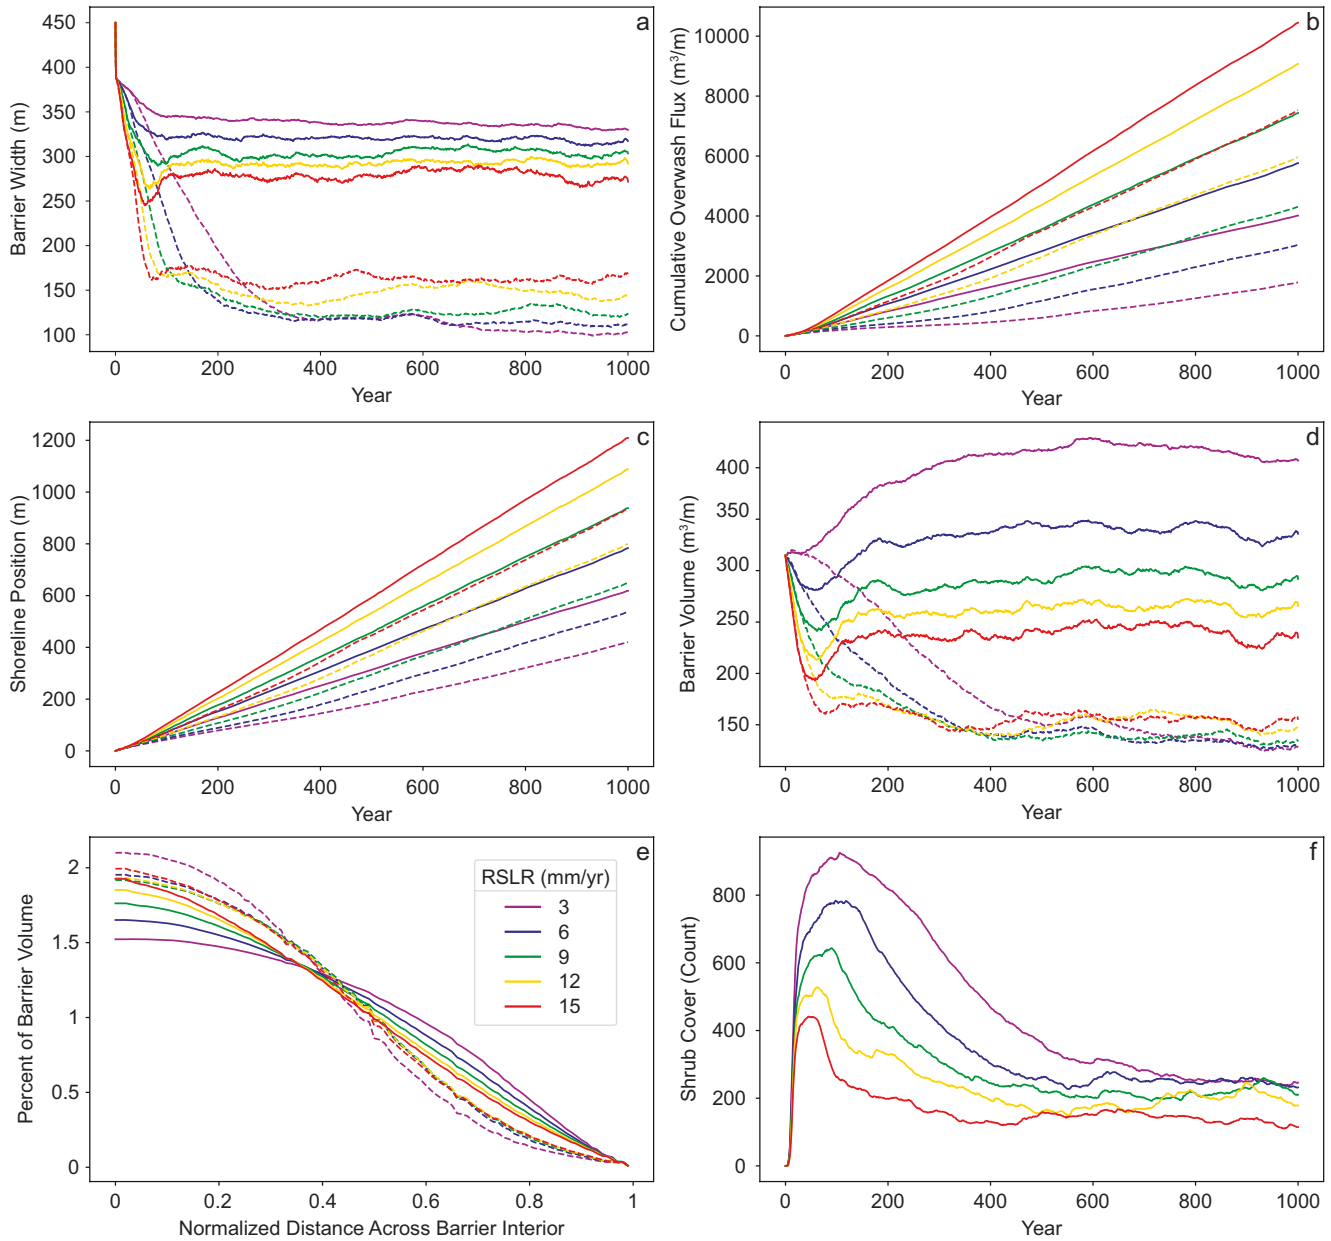 a
450
400
350
300
250
200
150
100
Barrier Width (m)
0 200 400 600 800 1000
Year
b
10000
8000
6000
4000
2000
0
Cumulative Overwash Flux (m³/m)
0 200 400 600 800 1000
Year
c
1200
1000
800
600
400
200
0
Shoreline Position (m)
0 200 400 600 800 1000
Year
d
400
350
300
250
200
150
Barrier Volume (m³/m)
0 200 400 600 800 1000
Year
e
2
1.5
1
0.5
0
Percent of Barrier Volume
RSLR (mm/yr)
3
6
9
12
15
0 0.2 0.4 0.6 0.8 1
Normalized Distance Across Barrier Interior
f
800
600
400
200
0
Shrub Cover (Count)
0 200 400 600 800 1000
Year